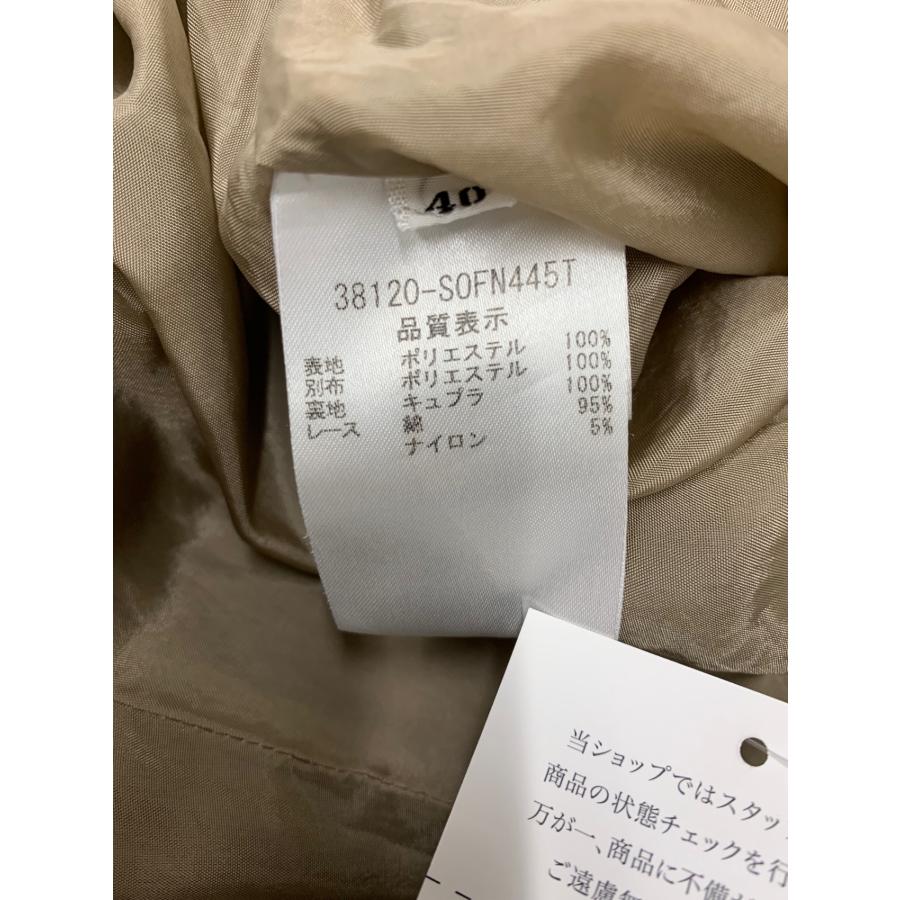 40
38120-SOFN445T
品質表示
表地 ポリエステル 100%
別布 ポリエステル 100%
裏地 キュプラ 100%
レース 綿 95%
ナイロン 5%
当ショップではスタッ
商品の状態チェックを行
万が一、商品に不備が
ご遠慮無